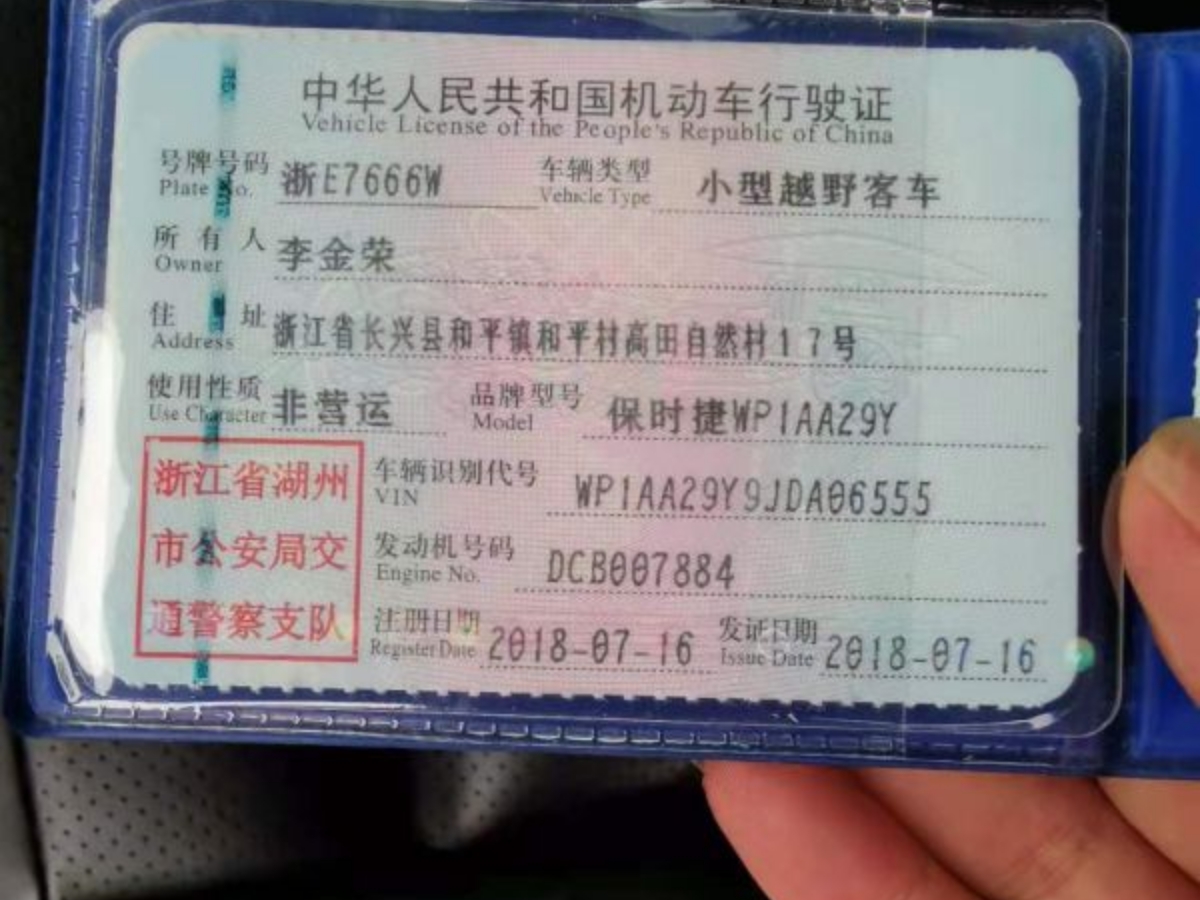 中华人民共和国机动车行驶证
Vehicle License of the People's Republic of China
号牌号码 浙E7666W 车辆类型 小型越野客车
Plate No. Vehicle Type
所有人 李金荣
Owner
住址 浙江省长兴县和平镇和平村高田自然村17号
Address
使用性质 非营运 品牌型号 保时捷WP1AA29Y
Use Character Model
浙江省湖州 车辆识别代号 WP1AA29Y9JDA06555
VIN
市公安局交 发动机号码 DCB007884
Engine No.
通警察支队 注册日期 2018-07-16 发证日期 2018-07-16
Register Date Issue Date